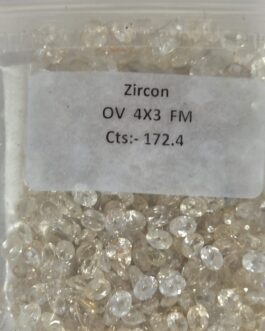 Zircon
OV 4X3 FM
Cts:- 172.4